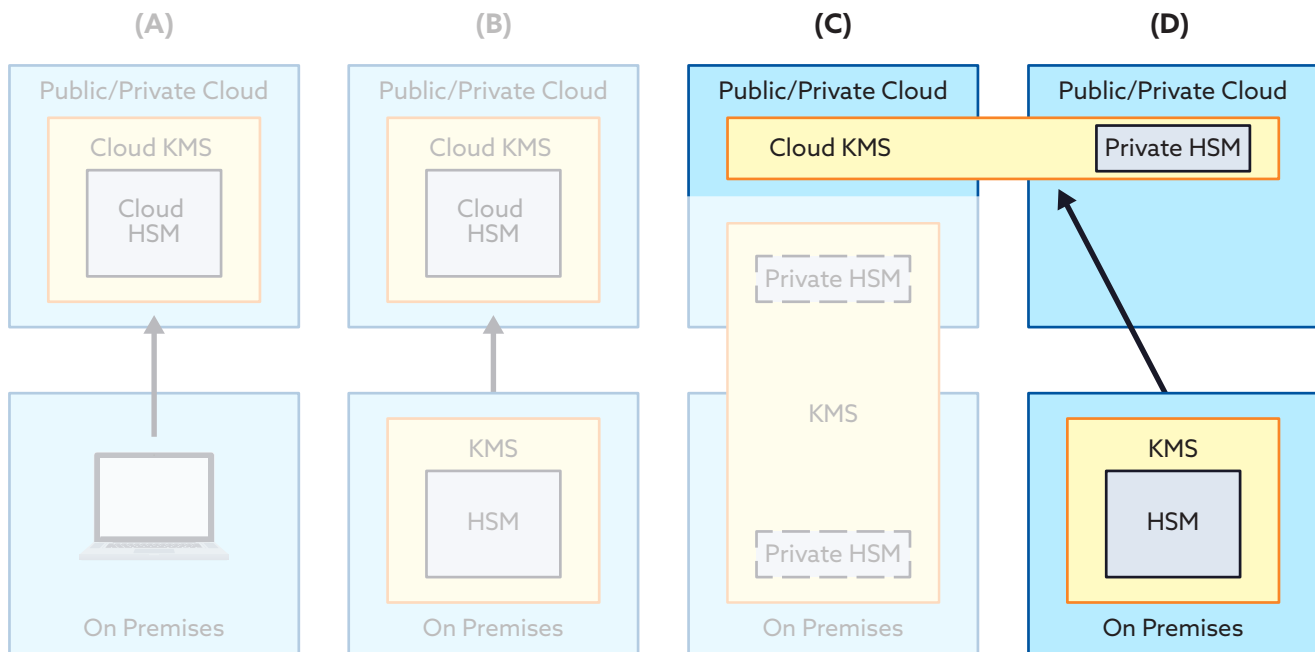 (A)
Public/Private Cloud
Cloud KMS
Cloud
HSM
On Premises
(B)
Public/Private Cloud
Cloud KMS
Cloud
HSM
KMS
HSM
On Premises
(C)
Public/Private Cloud
Cloud KMS
Private HSM
KMS
Private HSM
On Premises
(D)
Public/Private Cloud
Private HSM
KMS
HSM
On Premises